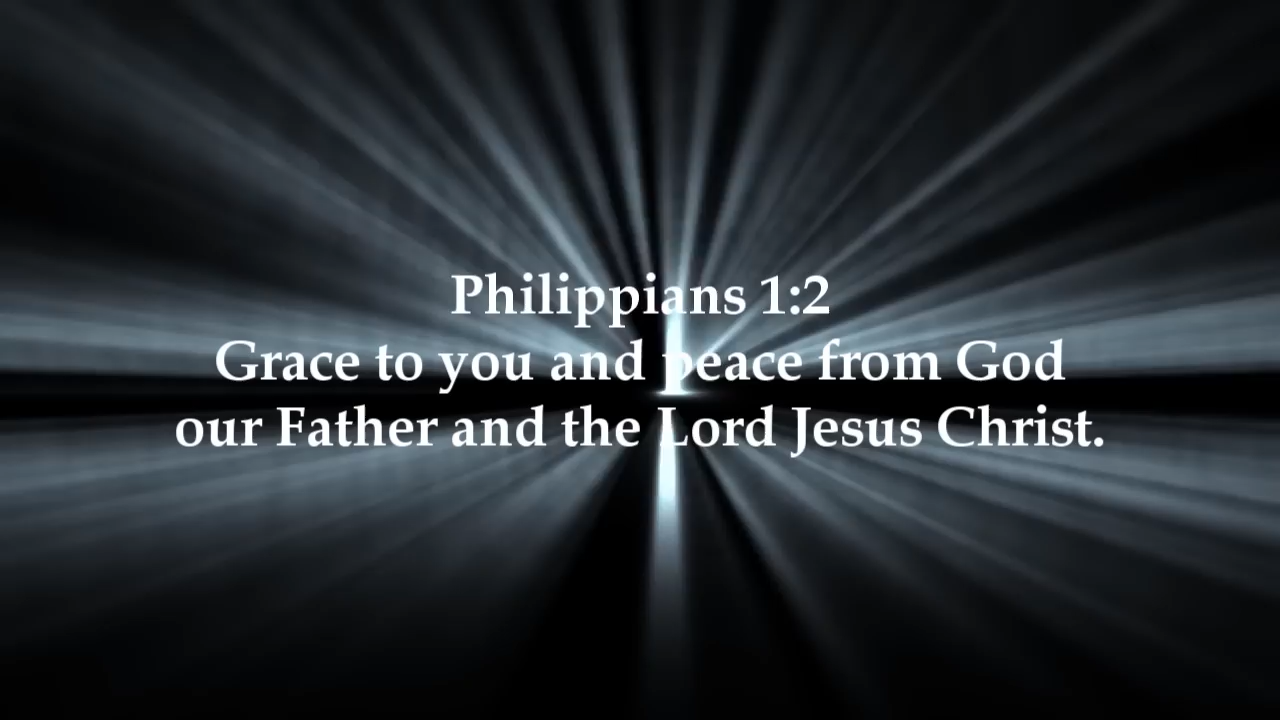 Philippians 1:2
Grace to you and peace from God
our Father and the Lord Jesus Christ.